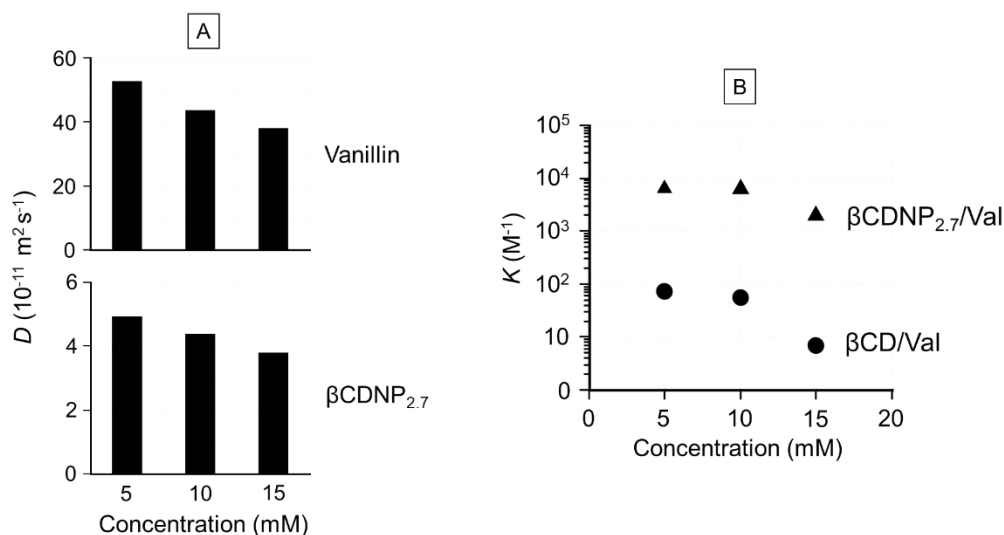 A
60
40
20
0
Vanillin
6
4
2
0
βCDNP2.7
D (10-11 m2s-1)
5 10 15
Concentration (mM)
B
10⁵
10⁴
10³
10²
10
0
K (M-1)
βCDNP2.7/Val
βCD/Val
0 5 10 15 20
Concentration (mM)